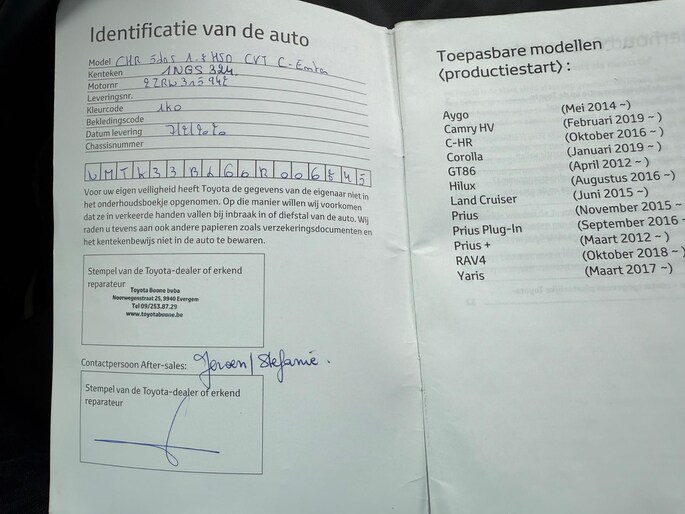 Identificatie van de auto
Model CHR 5drs 1.8 HSD CVT C-Enter
Kenteken 1NGS 324
Motornr
Leveringsnr.
Kleurcode 1K0
Bekledingscode
Datum levering
Chassisnummer
Voor uw eigen veiligheid heeft Toyota de gegevens van de eigenaar niet in
het onderhoudsboekje opgenomen. Op die manier willen wij voorkomen
dat ze in verkeerde handen vallen bij inbraak in of diefstal van de auto. Wij
raden u tevens aan ook andere papieren zoals verzekeringsdocumenten en
het kentekenbewijs niet in de auto te bewaren.
Stempel van de Toyota-dealer of erkend
reparateur
Toyota Boone bvba
Noorwegenstraat 25, 9940 Evergem
Tel 09/253.87.29
www.toyotaboone.be
Contactpersoon After-sales: Jeroen/Stefanie.
Stempel van de Toyota-dealer of erkend
reparateur
Toepasbare modellen
(productiestart) :
Aygo (Mei 2014 ~)
Camry HV (Februari 2019 ~)
C-HR (Oktober 2016 ~)
Corolla (Januari 2019 ~)
GT86 (April 2012 ~)
Hilux (Augustus 2016 ~)
Land Cruiser (Juni 2015 ~)
Prius (November 2015 ~)
Prius Plug-In (September 2016 ~)
Prius + (Maart 2012 ~)
RAV4 (Oktober 2018 ~)
Yaris (Maart 2017 ~)